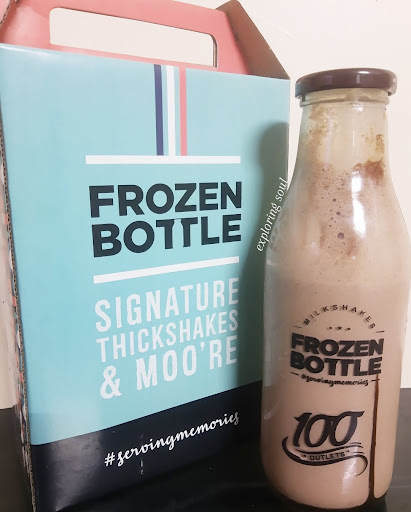 FROZEN
BOTTLE
SIGNATURE
THICKSHAKES
& MOO'RE
#servingmemories
exploring soul
MILKSHAKES
FROZEN
BOTTLE
#servingmemories
100
OUTLETS